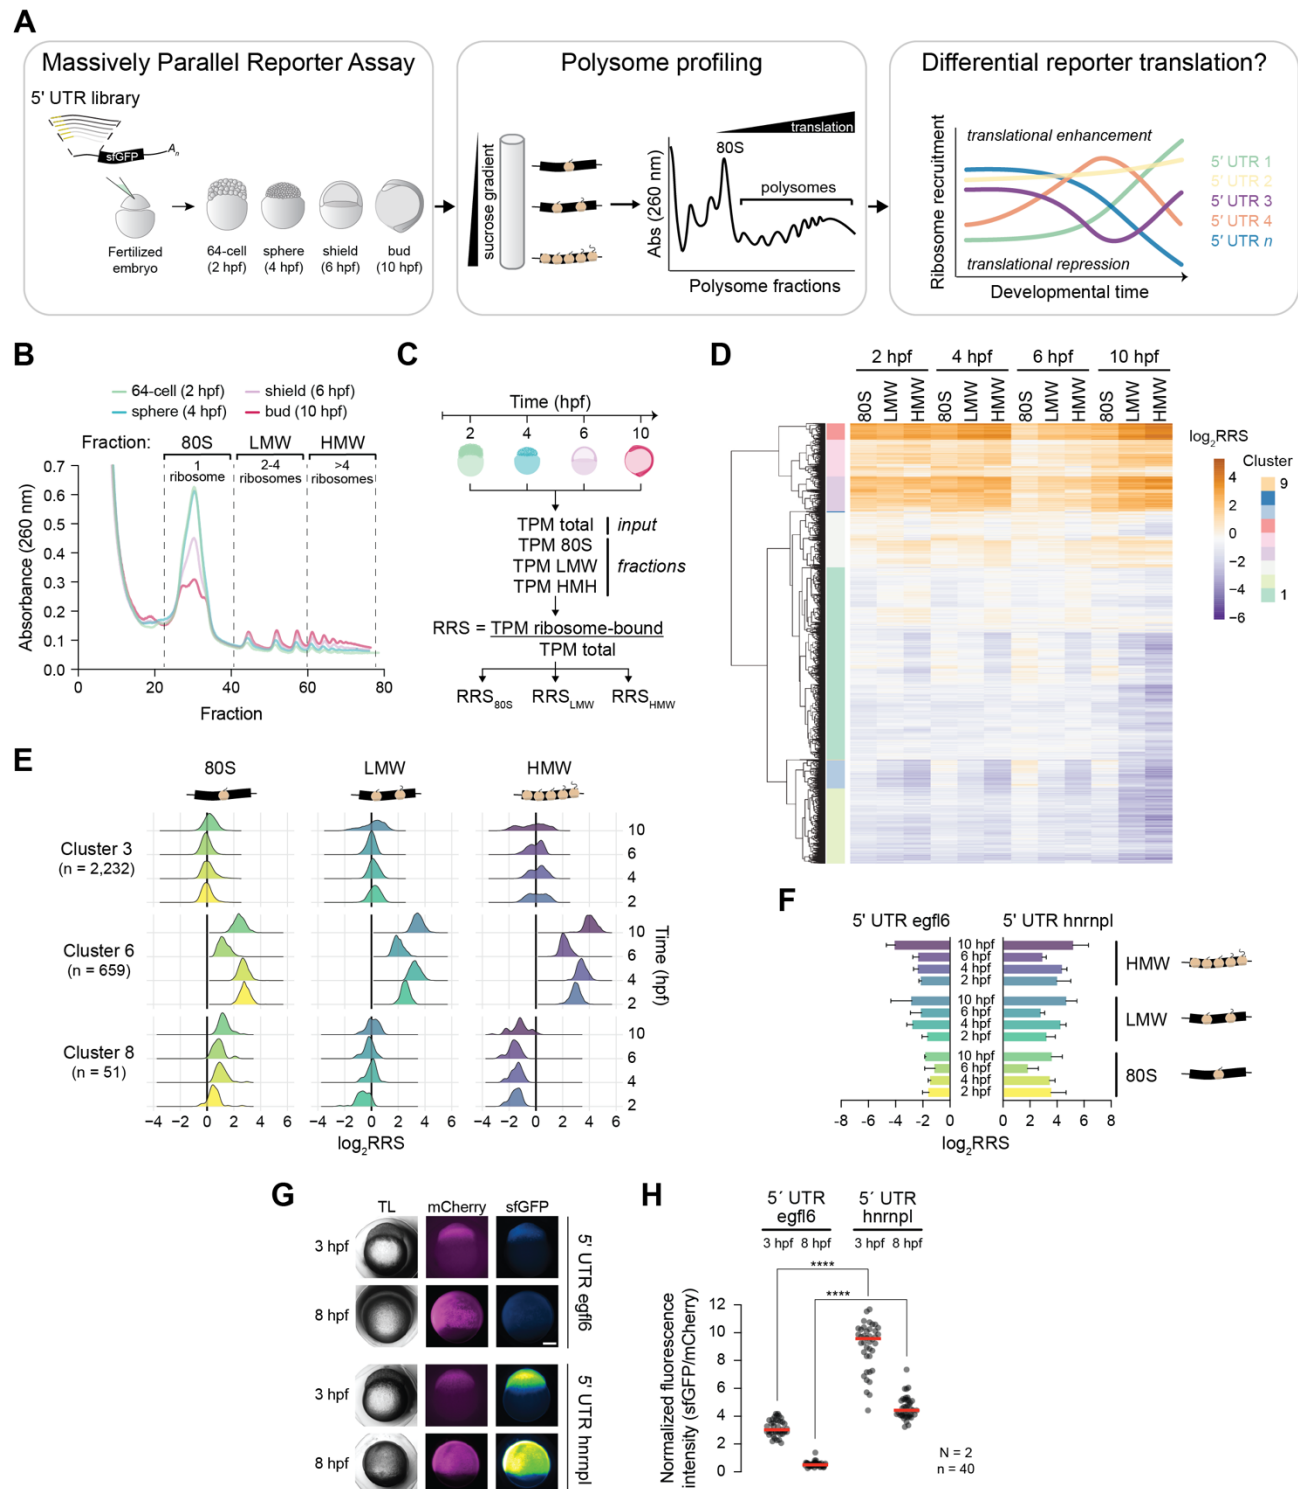 A
Massively Parallel Reporter Assay
5' UTR library
sfGFP
An
Fertilized
embryo
64-cell
(2 hpf)
sphere
(4 hpf)
shield
(6 hpf)
bud
(10 hpf)
Polysome profiling
sucrose gradient
translation
80S
polysomes
Abs (260 nm)
Polysome fractions
Differential reporter translation?
translational enhancement
translational repression
Ribosome recruitment
Developmental time
5' UTR 1
5' UTR 2
5' UTR 3
5' UTR 4
5' UTR n
B
64-cell (2 hpf)
sphere (4 hpf)
shield (6 hpf)
bud (10 hpf)
Fraction: 80S LMW HMW
1
ribosome
2-4
ribosomes
>4
ribosomes
Absorbance (260 nm)
0.7
0.6
0.5
0.4
0.3
0.2
0.1
0.0
0 20 40 60 80
Fraction
C
Time (hpf)
2 4 6 10
TPM total input
TPM 80S
TPM LMW fractions
TPM HMH
RRS = TPM ribosome-bound
TPM total
RRS80S RRSLMW RRSHMW
D
2 hpf 4 hpf 6 hpf 10 hpf
80S LMW HMW 80S LMW HMW 80S LMW HMW 80S LMW HMW
log2RRS
4
2
0
−2
−4
−6
Cluster
9
1
E
80S LMW HMW
Cluster 3
(n = 2,232)
10
6
4
2
Cluster 6
(n = 659)
10
6
4
2
Cluster 8
(n = 51)
10
6
4
2
Time (hpf)
−4 −2 0 2 4 6 −4 −2 0 2 4 6 −4 −2 0 2 4 6
log2RRS
F
5' UTR egfl6 5' UTR hnrnpl
10 hpf
6 hpf
4 hpf
2 hpf
HMW
10 hpf
6 hpf
4 hpf
2 hpf
LMW
10 hpf
6 hpf
4 hpf
2 hpf
80S
-8 -4 0 0 2 4 6 8
log2RRS
G
TL mCherry sfGFP
3 hpf
8 hpf
5' UTR egfl6
3 hpf
8 hpf
5' UTR hnrnpl
H
5´ UTR
egfl6
5´ UTR
hnrnpl
3 hpf 8 hpf 3 hpf 8 hpf
****
****
Normalized fluorescence
intensity (sfGFP/mCherry)
12
10
8
6
4
2
0
N = 2
n = 40